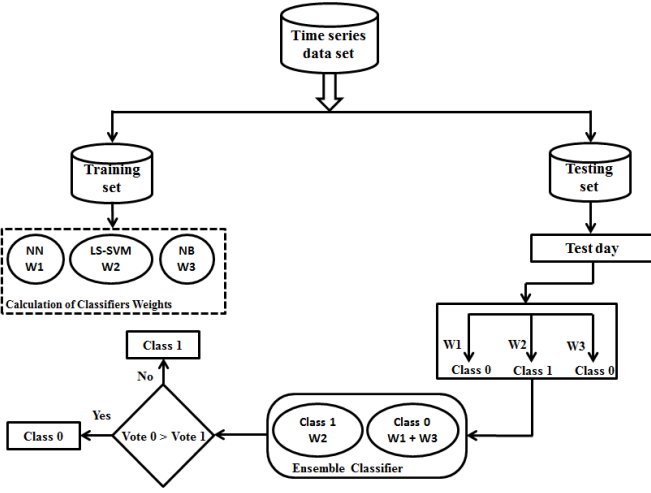 Time series
data set
Training
set
Testing
set
NN
W1
LS-SVM
W2
NB
W3
Calculation of Classifiers Weights
Test day
W1
W2
W3
Class 0
Class 1
Class 0
Class 1
No
Yes
Class 0
Vote 0 > Vote 1
Class 1
W2
Class 0
W1 + W3
Ensemble Classifier